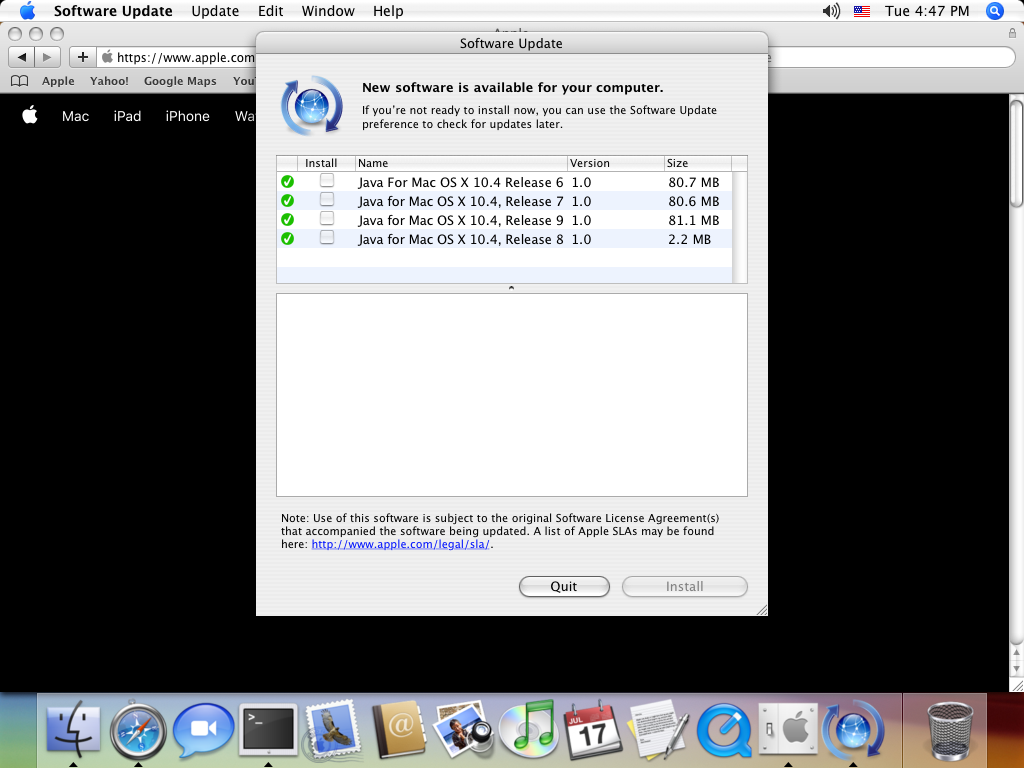 Software Update Update Edit Window Help Tue 4:47 PM
Software Update
https://www.apple.com
Apple Yahoo! Google Maps You
Mac iPad iPhone Wa
New software is available for your computer.
If you're not ready to install now, you can use the Software Update
preference to check for updates later.
Install Name Version Size
Java For Mac OS X 10.4 Release 6 1.0 80.7 MB
Java for Mac OS X 10.4, Release 7 1.0 80.6 MB
Java for Mac OS X 10.4, Release 9 1.0 81.1 MB
Java for Mac OS X 10.4, Release 8 1.0 2.2 MB
Note: Use of this software is subject to the original Software License Agreement(s)
that accompanied the software being updated. A list of Apple SLAs may be found
here: http://www.apple.com/legal/sla/.
Quit Install
>_
@
JUL
17